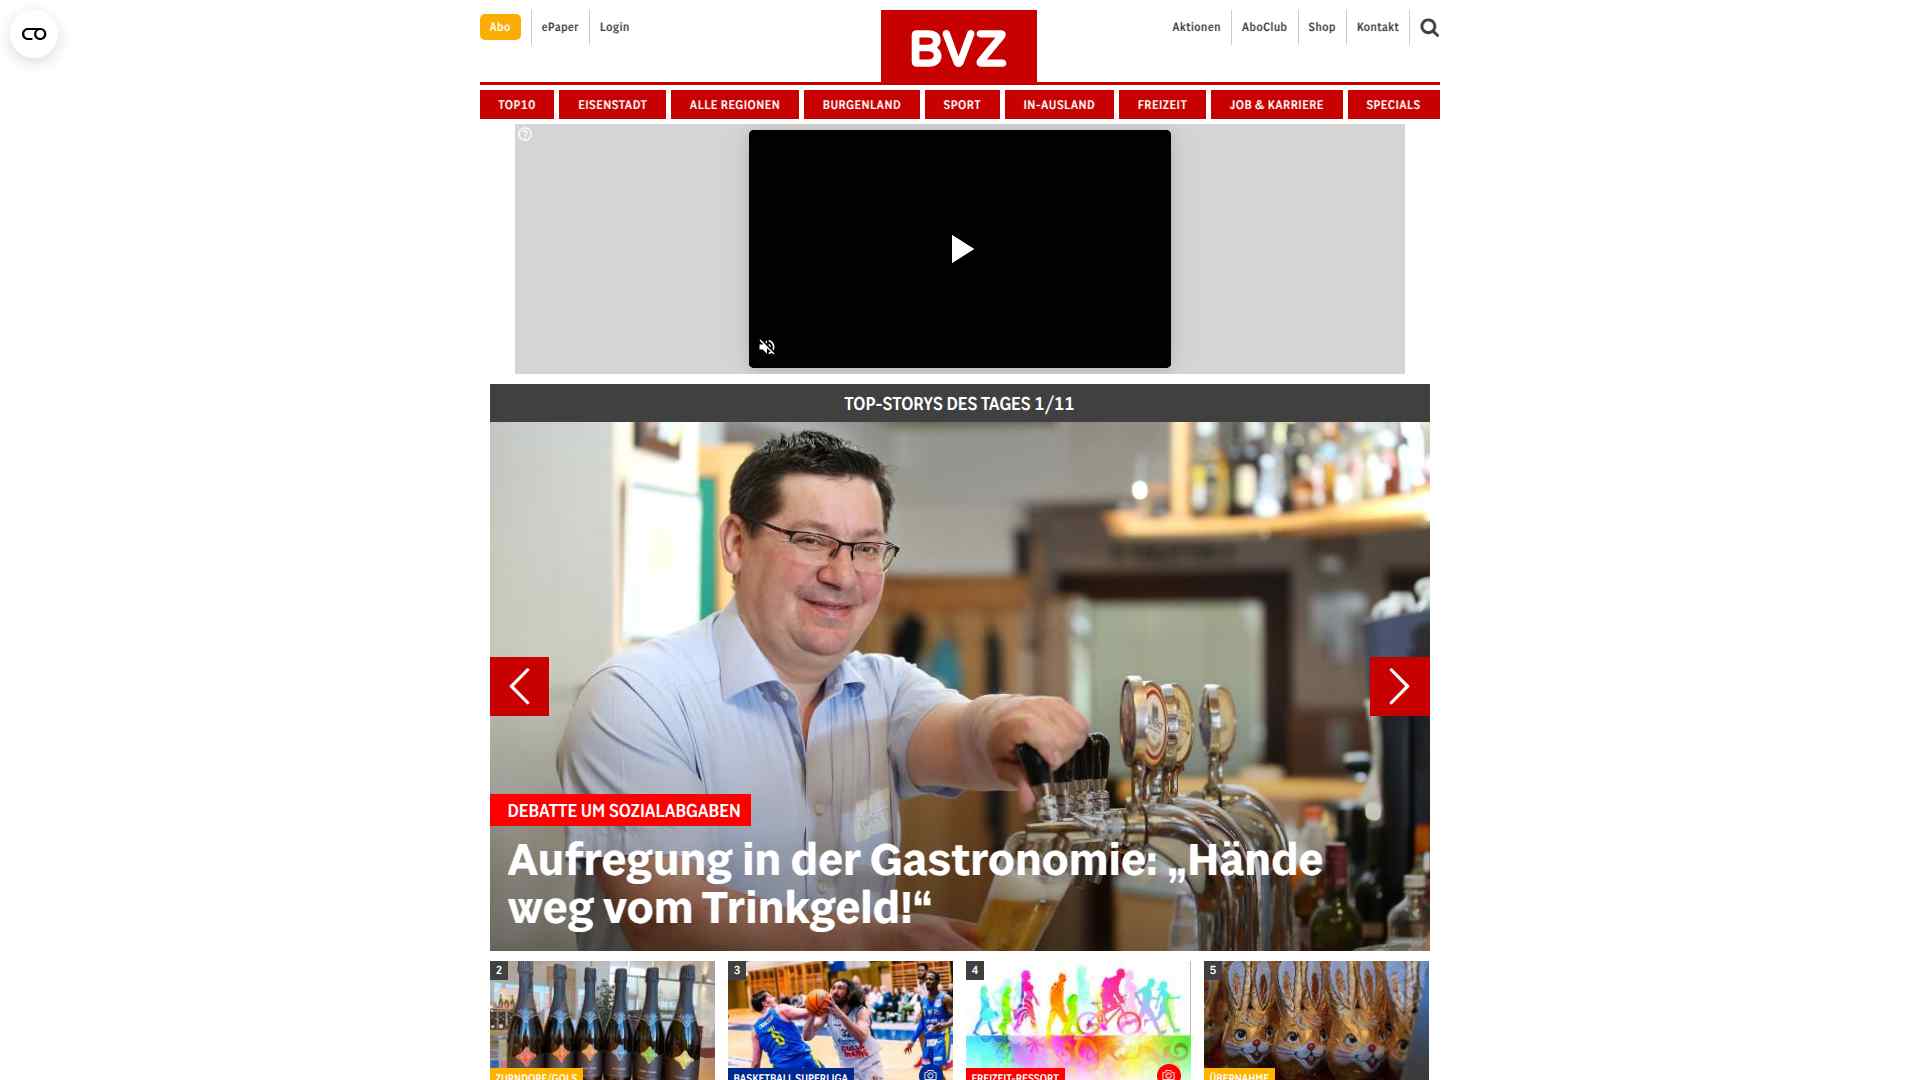 Abo
ePaper
Login
BVZ
Aktionen
AboClub
Shop
Kontakt
TOP10
EISENSTADT
ALLE REGIONEN
BURGENLAND
SPORT
IN-AUSLAND
FREIZEIT
JOB & KARRIERE
SPECIALS
TOP-STORYS DES TAGES 1/11
DEBATTE UM SOZIALABGABEN
Aufregung in der Gastronomie: „Hände
weg vom Trinkgeld!“
2
ZURNDORF/GOLS
3
BASKETBALL SUPERLIGA
4
FREIZEIT-RESSORT
5
ÜBERNAHME